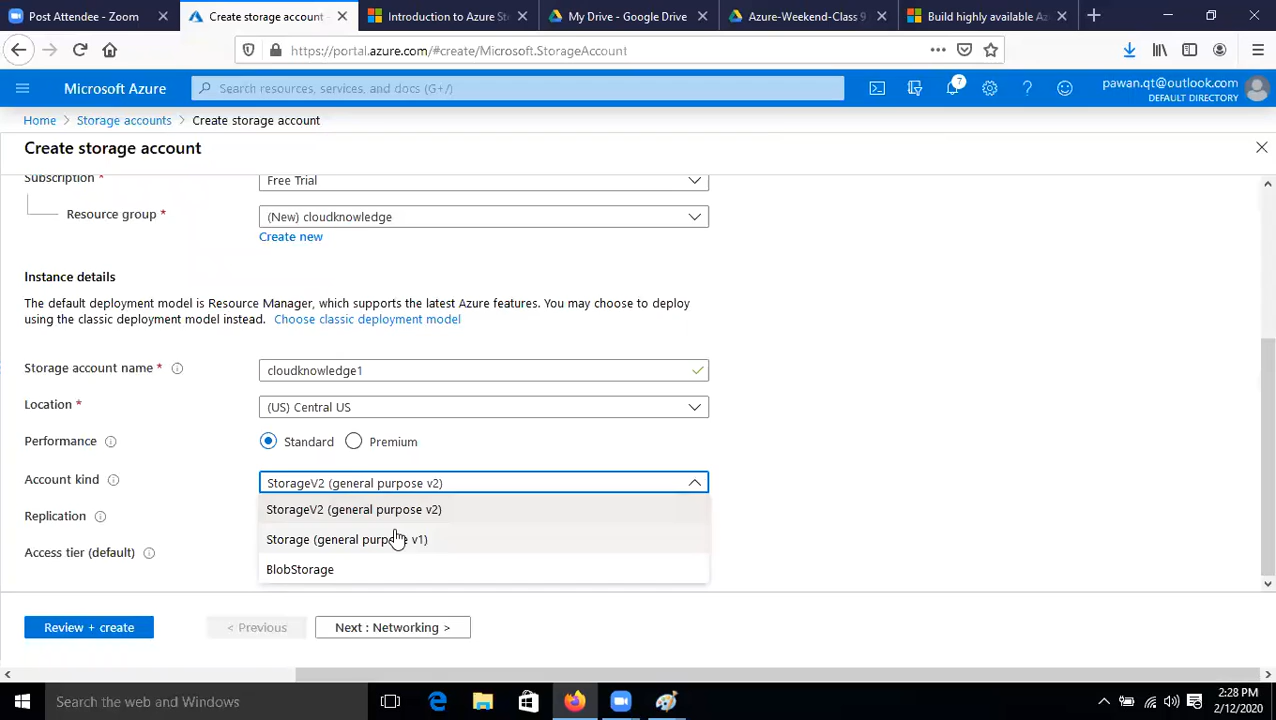 Post Attende - Zoom
Create storage account -
Introduction to Azure St
My Drive - Google Drive
Azure-Weekend-Class 9
Build highly available Az
https://portal.azure.com/#create/Microsoft.StorageAccount
Microsoft Azure
Search resources, services, and docs (G+/)
7
pawan.qt@outlook.com
DEFAULT DIRECTORY
Home > Storage accounts > Create storage account
Create storage account
Subscription *
Free Trial
Resource group *
(New) cloudknowledge
Create new
Instance details
The default deployment model is Resource Manager, which supports the latest Azure features. You may choose to deploy
using the classic deployment model instead. Choose classic deployment model
Storage account name *
cloudknowledge1
Location *
(US) Central US
Performance
Standard
Premium
Account kind
StorageV2 (general purpose v2)
StorageV2 (general purpose v2)
Replication
Storage (general purpose v1)
Access tier (default)
BlobStorage
Review + create
< Previous
Next : Networking >
Search the web and Windows
2:28 PM
2/12/2020